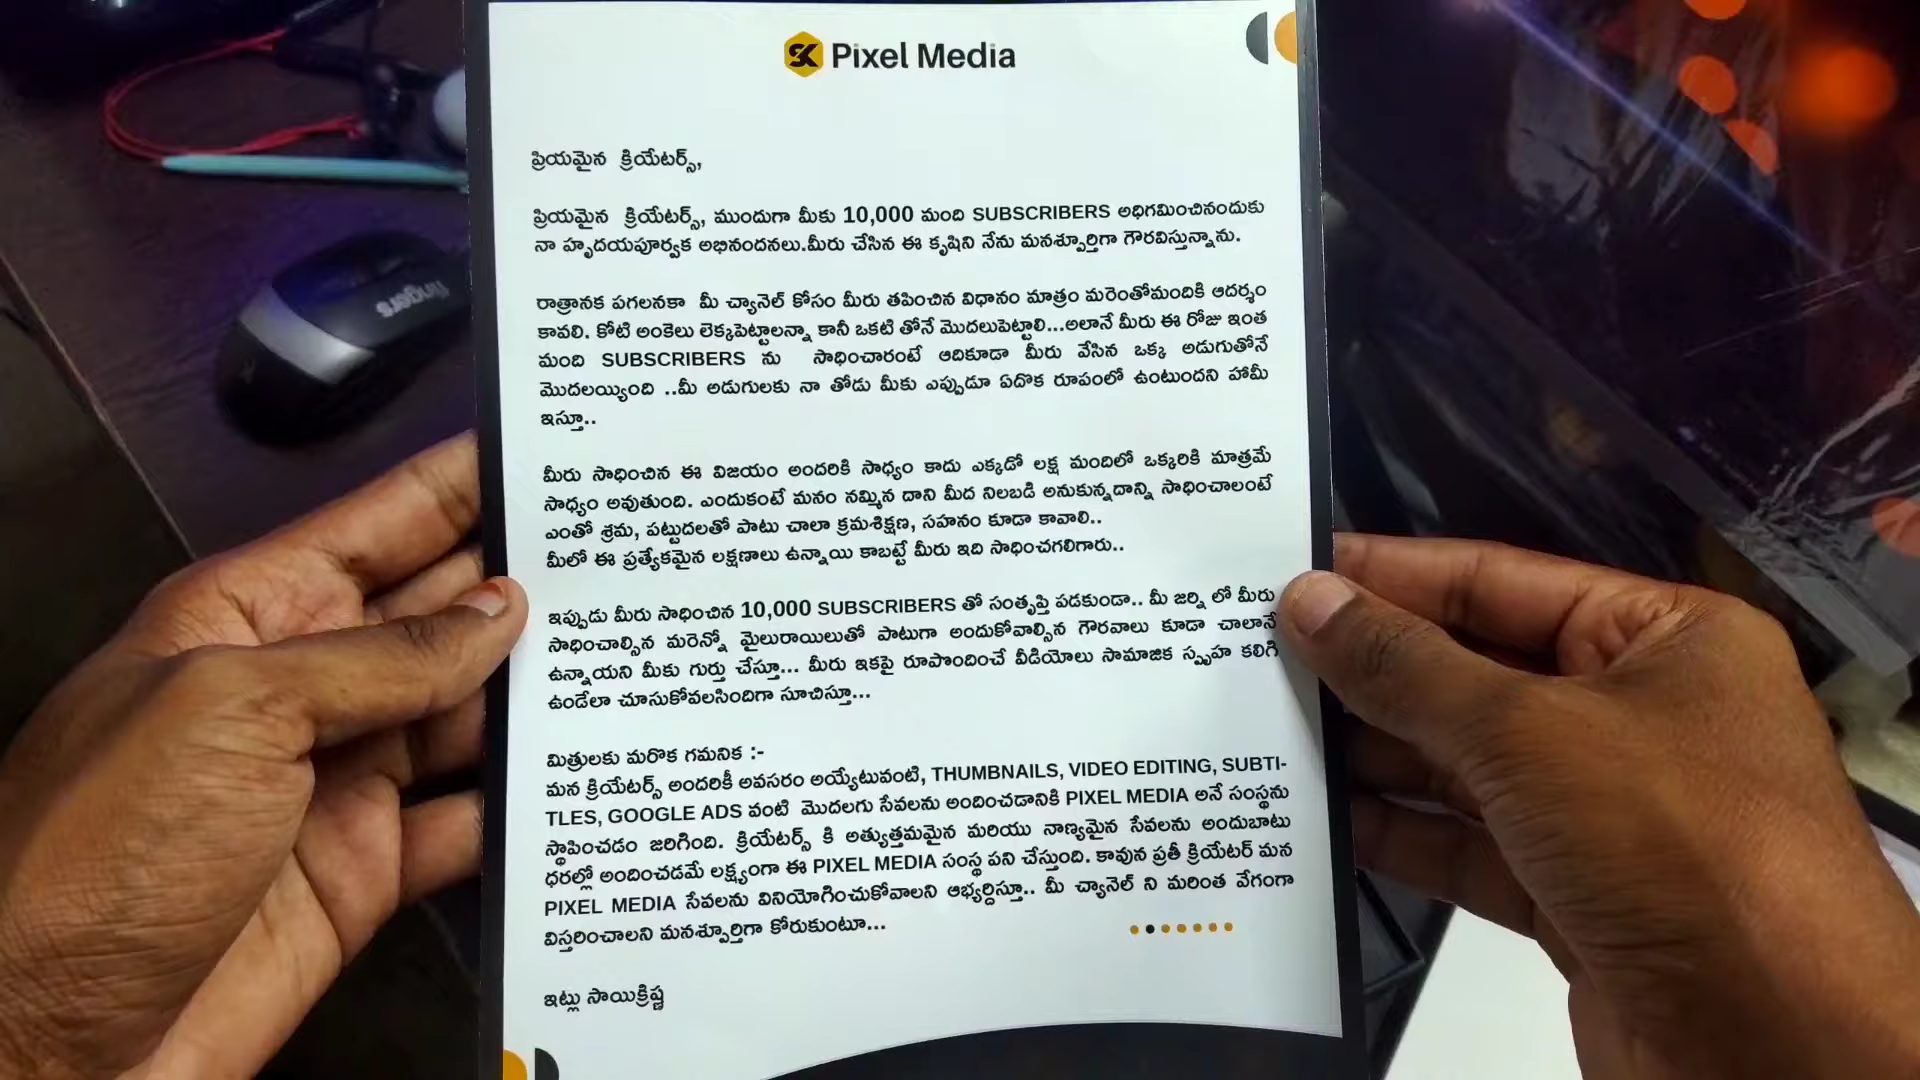 SK Pixel Media
ప్రియమైన క్రియేటర్స్,
ప్రియమైన క్రియేటర్స్, ముందుగా మీకు 10,000 మంది SUBSCRIBERS అధిగమించినందుకు
నా హృదయపూర్వక అభినందనలు.మీరు చేసిన ఈ కృషిని నేను మనశ్పూర్తిగా గౌరవిస్తున్నాను.
రాత్రానక పగలనకా మీ చ్యానెల్ కోసం మీరు తపించిన విధానం మాత్రం మరెంతోమందికి ఆదర్శం
కావలి. కోటి అంకెలు లెక్కపెట్టాలన్నా కానీ ఒకటి తోనే మొదలుపెట్టాలి...అలానే మీరు ఈ రోజు ఇంత
మంది SUBSCRIBERS ను సాధించారంటే ఆదికూడా మీరు వేసిన ఒక్క అడుగుతోనే
మొదలయ్యింది ..మీ అడుగులకు నా తోడు మీకు ఎప్పుడూ ఏదొక రూపంలో ఉంటుందని హామీ
ఇస్తూ..
మీరు సాధించిన ఈ విజయం అందరికి సాధ్యం కాదు ఎక్కడో లక్ష మందిలో ఒక్కరికి మాత్రమే
సాధ్యం అవుతుంది. ఎందుకంటే మనం నమ్మిన దాని మీద నిలబడి అనుకున్నదాన్ని సాధించాలంటే
ఎంతో శ్రమ, పట్టుదలతో పాటు చాలా క్రమశిక్షణ, సహనం కూడా కావాలి..
మీలో ఈ ప్రత్యేకమైన లక్షణాలు ఉన్నాయి కాబట్టే మీరు ఇది సాధించగలిగారు..
ఇప్పుడు మీరు సాధించిన 10,000 SUBSCRIBERS తో సంతృప్తి పడకుండా.. మీ జర్ని లో మీరు
సాధించాల్సిన మరెన్నో మైలురాయిలుతో పాటుగా అందుకోవాల్సిన గౌరవాలు కూడా చాలానే
ఉన్నాయని మీకు గుర్తు చేస్తూ... మీరు ఇకపై రూపొందించే వీడియోలు సామాజిక స్పృహ కలిగి
ఉండేలా చూసుకోవలసిందిగా సూచిస్తూ...
మిత్రులకు మరొక గమనిక :-
మన క్రియేటర్స్ అందరికీ అవసరం అయ్యేటువంటి, THUMBNAILS, VIDEO EDITING, SUBTI-
TLES, GOOGLE ADS వంటి మొదలగు సేవలను అందించడానికి PIXEL MEDIA అనే సంస్థను
స్థాపించడం జరిగింది. క్రియేటర్స్ కి అత్యుత్తమమైన మరియు నాణ్యమైన సేవలను అందుబాటు
ధరల్లో అందించడమే లక్ష్యంగా ఈ PIXEL MEDIA సంస్థ పని చేస్తుంది. కావున ప్రతీ క్రియేటర్ మన
PIXEL MEDIA సేవలను వినియోగించుకోవాలని ఆభ్యర్దిస్తూ.. మీ చ్యానెల్ ని మరింత వేగంగా
విస్తరించాలని మనశ్పూర్తిగా కోరుకుంటూ...
ఇట్లు సాయిక్రిష్ణ
fingers